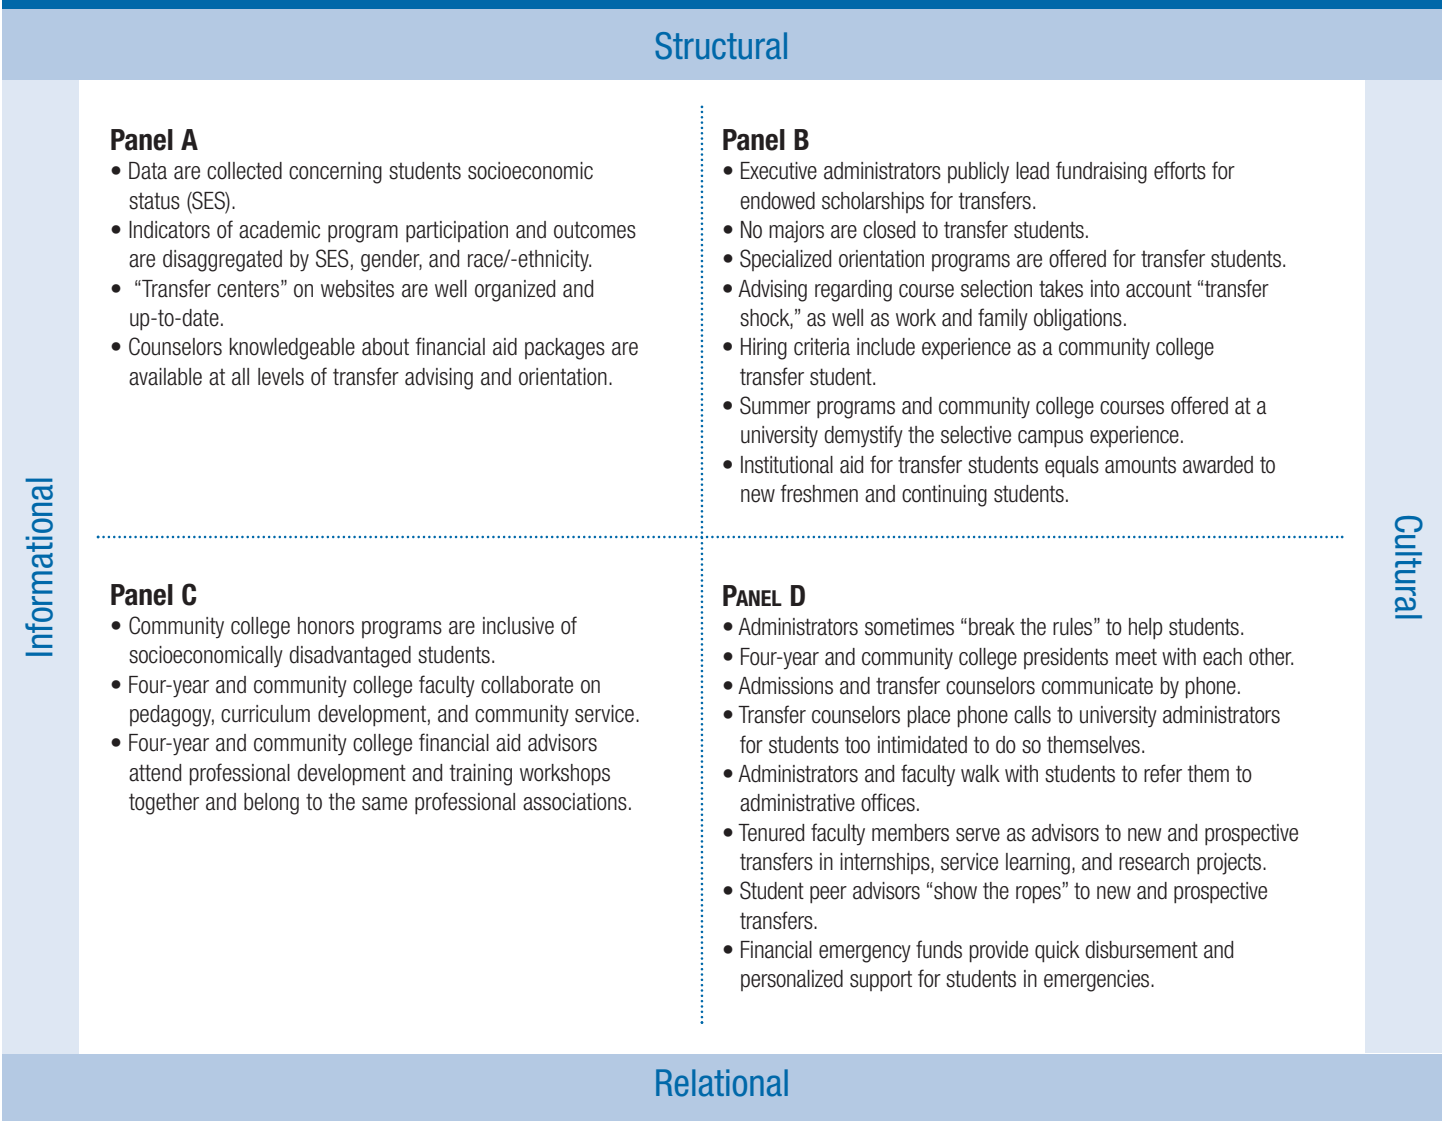 Structural
Informational
Panel A
• Data are collected concerning students socioeconomic
status (SES).
• Indicators of academic program participation and outcomes
are disaggregated by SES, gender, and race/-ethnicity.
• “Transfer centers” on websites are well organized and
up-to-date.
• Counselors knowledgeable about financial aid packages are
available at all levels of transfer advising and orientation.
Panel B
• Executive administrators publicly lead fundraising efforts for
endowed scholarships for transfers.
• No majors are closed to transfer students.
• Specialized orientation programs are offered for transfer students.
• Advising regarding course selection takes into account “transfer
shock,” as well as work and family obligations.
• Hiring criteria include experience as a community college
transfer student.
• Summer programs and community college courses offered at a
university demystify the selective campus experience.
• Institutional aid for transfer students equals amounts awarded to
new freshmen and continuing students.
Panel C
• Community college honors programs are inclusive of
socioeconomically disadvantaged students.
• Four-year and community college faculty collaborate on
pedagogy, curriculum development, and community service.
• Four-year and community college financial aid advisors
attend professional development and training workshops
together and belong to the same professional associations.
PANEL D
• Administrators sometimes “break the rules” to help students.
• Four-year and community college presidents meet with each other.
• Admissions and transfer counselors communicate by phone.
• Transfer counselors place phone calls to university administrators
for students too intimidated to do so themselves.
• Administrators and faculty walk with students to refer them to
administrative offices.
• Tenured faculty members serve as advisors to new and prospective
transfers in internships, service learning, and research projects.
• Student peer advisors “show the ropes” to new and prospective
transfers.
• Financial emergency funds provide quick disbursement and
personalized support for students in emergencies.
Cultural
Relational